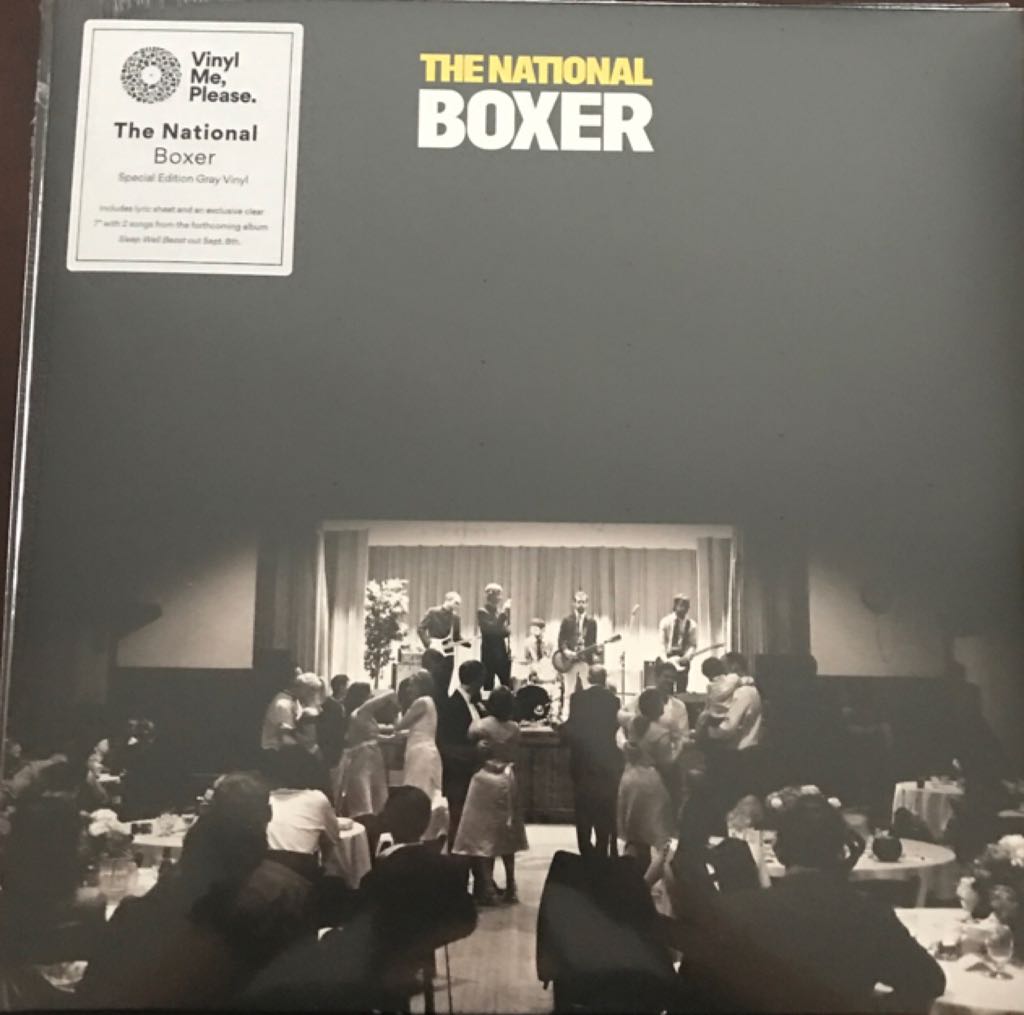 Vinyl
Me,
Please.
The National
Boxer
Special Edition Gray Vinyl
Includes lyric sheet and an exclusive clear
7" with 2 songs from the forthcoming album
Sleep Well Beast out Sept. 8th.
THE NATIONAL
BOXER